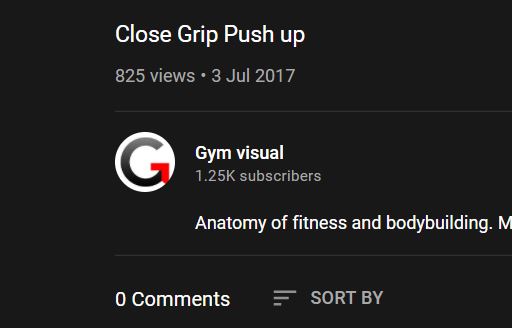 Close Grip Push up
825 views • 3 Jul 2017
G
Gym visual
1.25K subscribers
Anatomy of fitness and bodybuilding. M
0 Comments
SORT BY